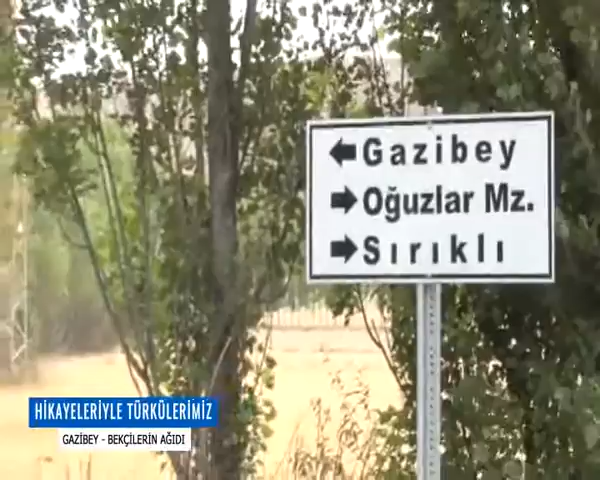 Gazibey
Oğuzlar Mz.
Sırıklı
HİKAYELERİYLE TÜRKÜLERİMİZ
GAZİBEY - BEKÇİLERİN AĞIDI